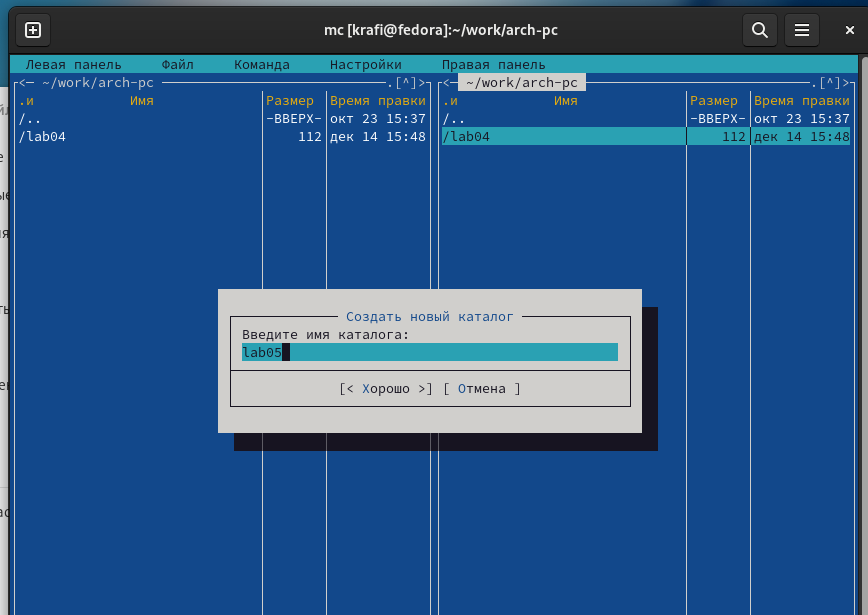 mc [krafi@fedora]:~/work/arch-pc
Левая панель Файл Команда Настройки Правая панель
<─ ~/work/arch-pc ─.[^]>
.и Имя Размер Время правки
/.. -ВВЕРХ- окт 23 15:37
/lab04 112 дек 14 15:48
<─ ~/work/arch-pc ─.[^]>
.и Имя Размер Время правки
/.. -ВВЕРХ- окт 23 15:37
/lab04 112 дек 14 15:48
Создать новый каталог
Введите имя каталога:
lab05
[< Хорошо >] [ Отмена ]